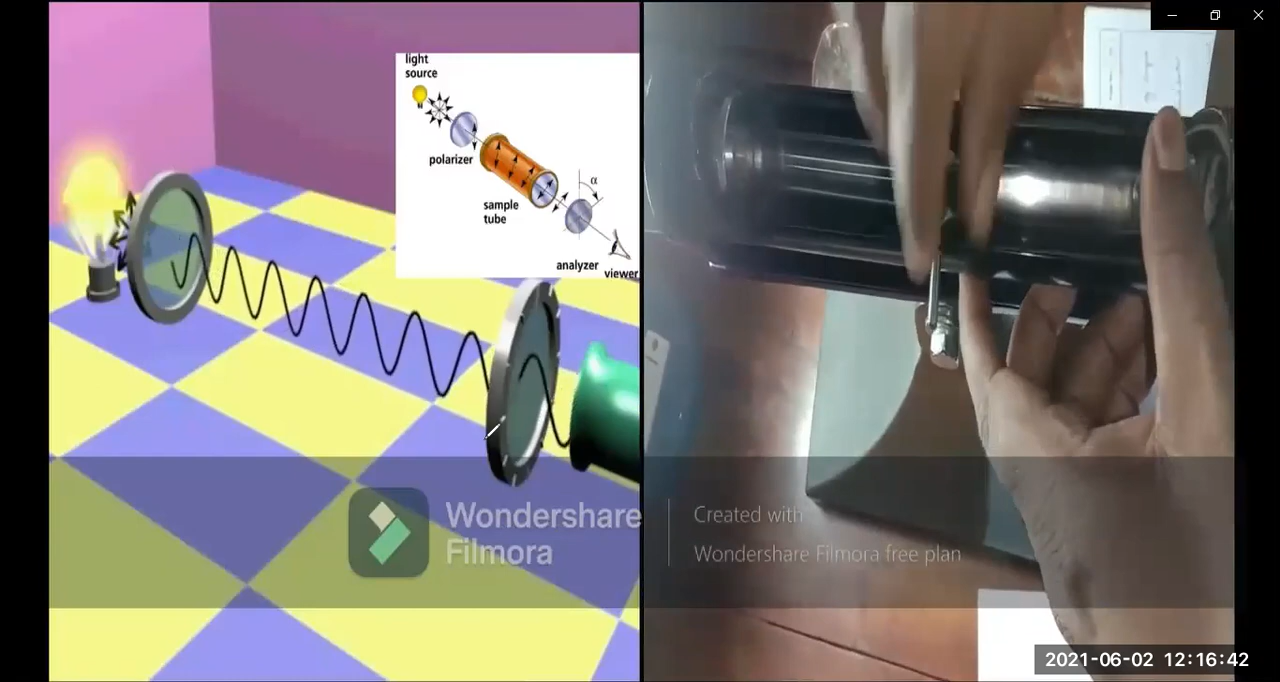 light
source
polarizer
sample
tube
α
analyzer
viewer
Wondershare
Filmora
Created with
Wondershare Filmora free plan
2021-06-02 12:16:42